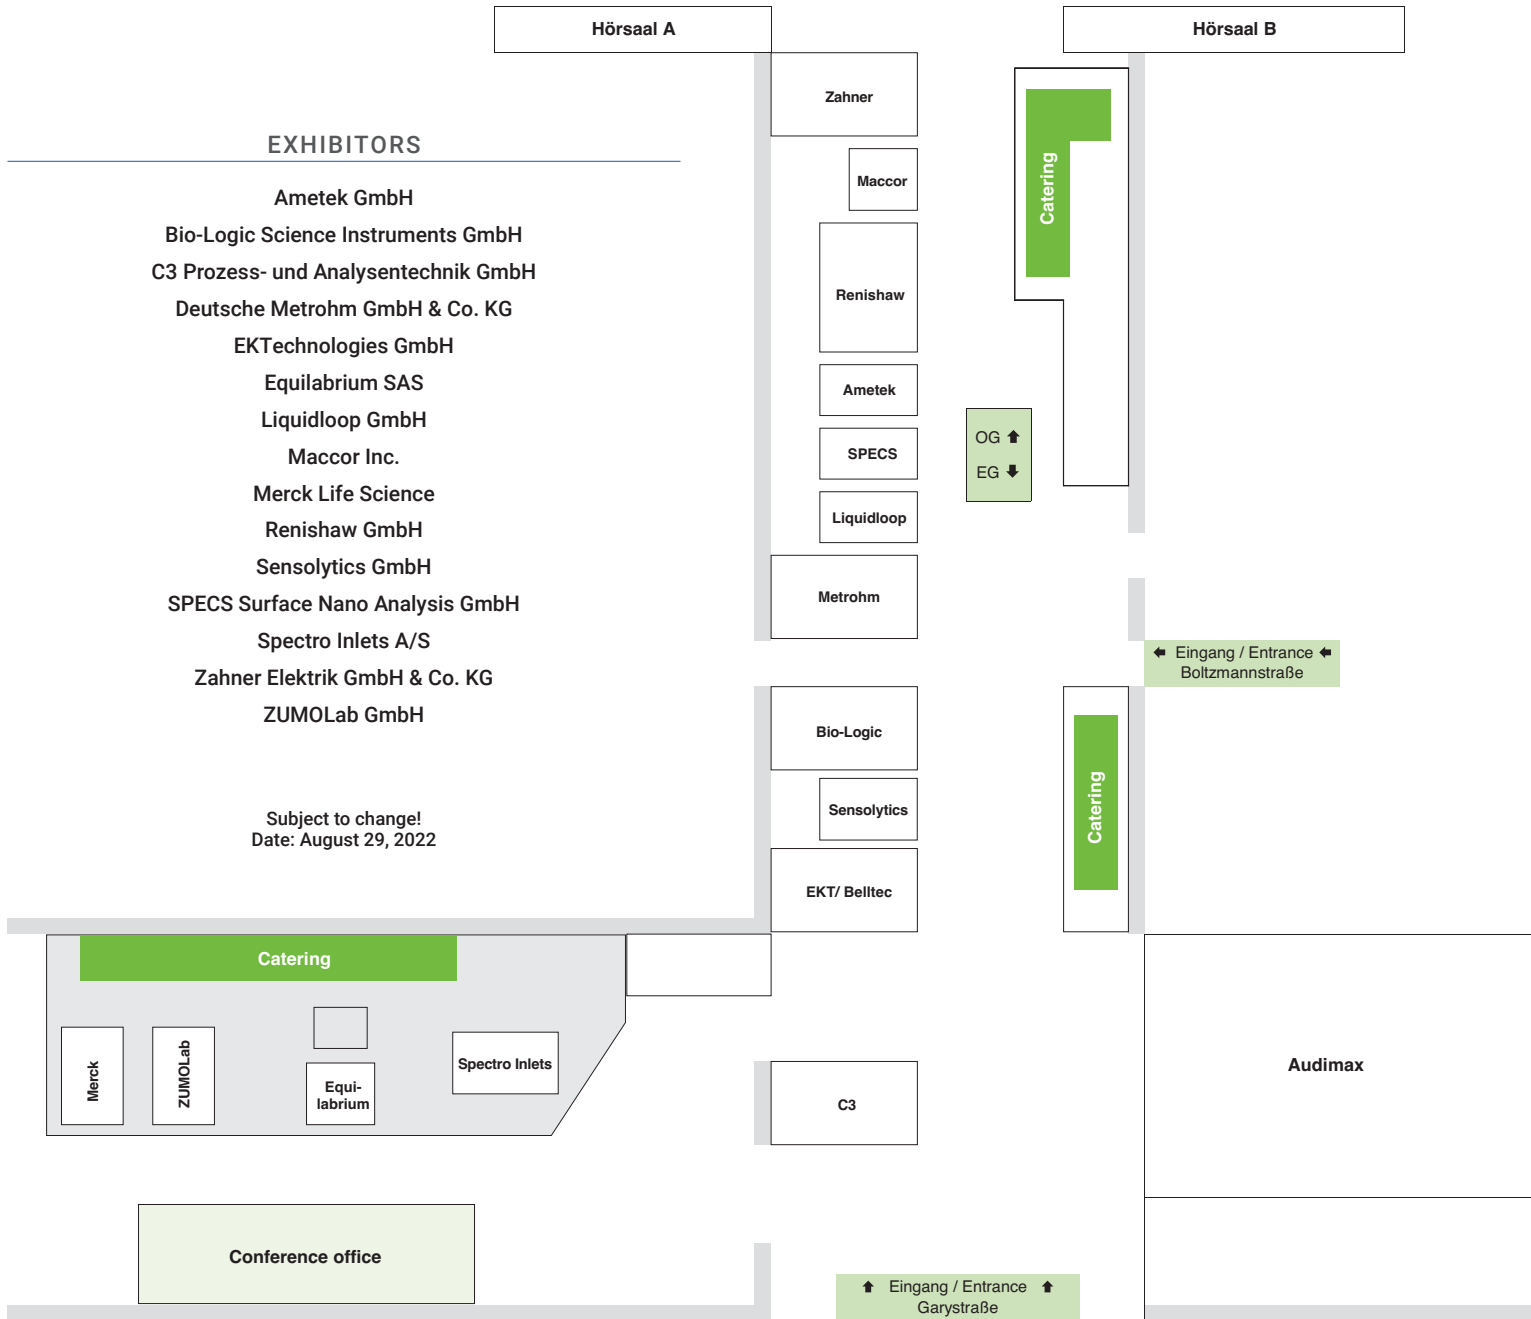 Hörsaal A
Hörsaal B
EXHIBITORS
Ametek GmbH
Bio-Logic Science Instruments GmbH
C3 Prozess- und Analysentechnik GmbH
Deutsche Metrohm GmbH & Co. KG
EKTechnologies GmbH
Equilabrium SAS
Liquidloop GmbH
Maccor Inc.
Merck Life Science
Renishaw GmbH
Sensolytics GmbH
SPECS Surface Nano Analysis GmbH
Spectro Inlets A/S
Zahner Elektrik GmbH & Co. KG
ZUMOLab GmbH
Subject to change!
Date: August 29, 2022
Zahner
Maccor
Renishaw
Ametek
SPECS
Liquidloop
Metrohm
Bio-Logic
Sensolytics
EKT/ Belltec
C3
Catering
OG ⬆
EG ⬇
⬅ Eingang / Entrance ⬅
Boltzmannstraße
Catering
Audimax
Catering
Merck
ZUMOLab
Equi-
labrium
Spectro Inlets
Conference office
⬆ Eingang / Entrance ⬆
Garystraße